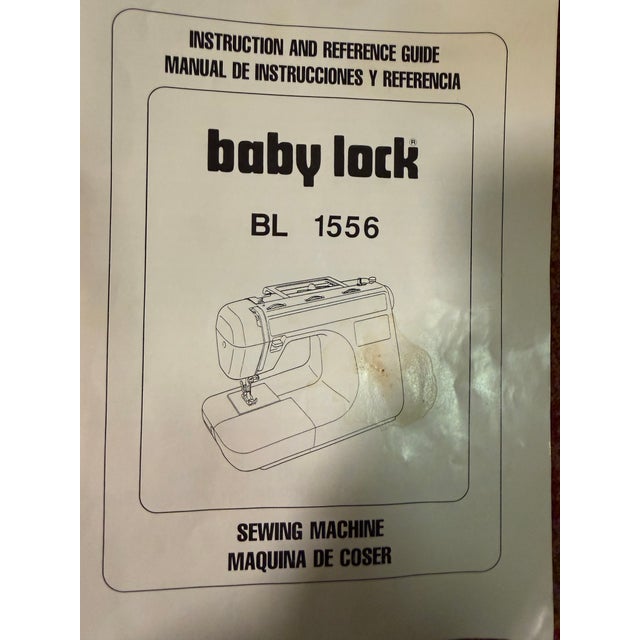 INSTRUCTION AND REFERENCE GUIDE
MANUAL DE INSTRUCCIONES Y REFERENCIA
baby lock®
BL 1556
SEWING MACHINE
MAQUINA DE COSER